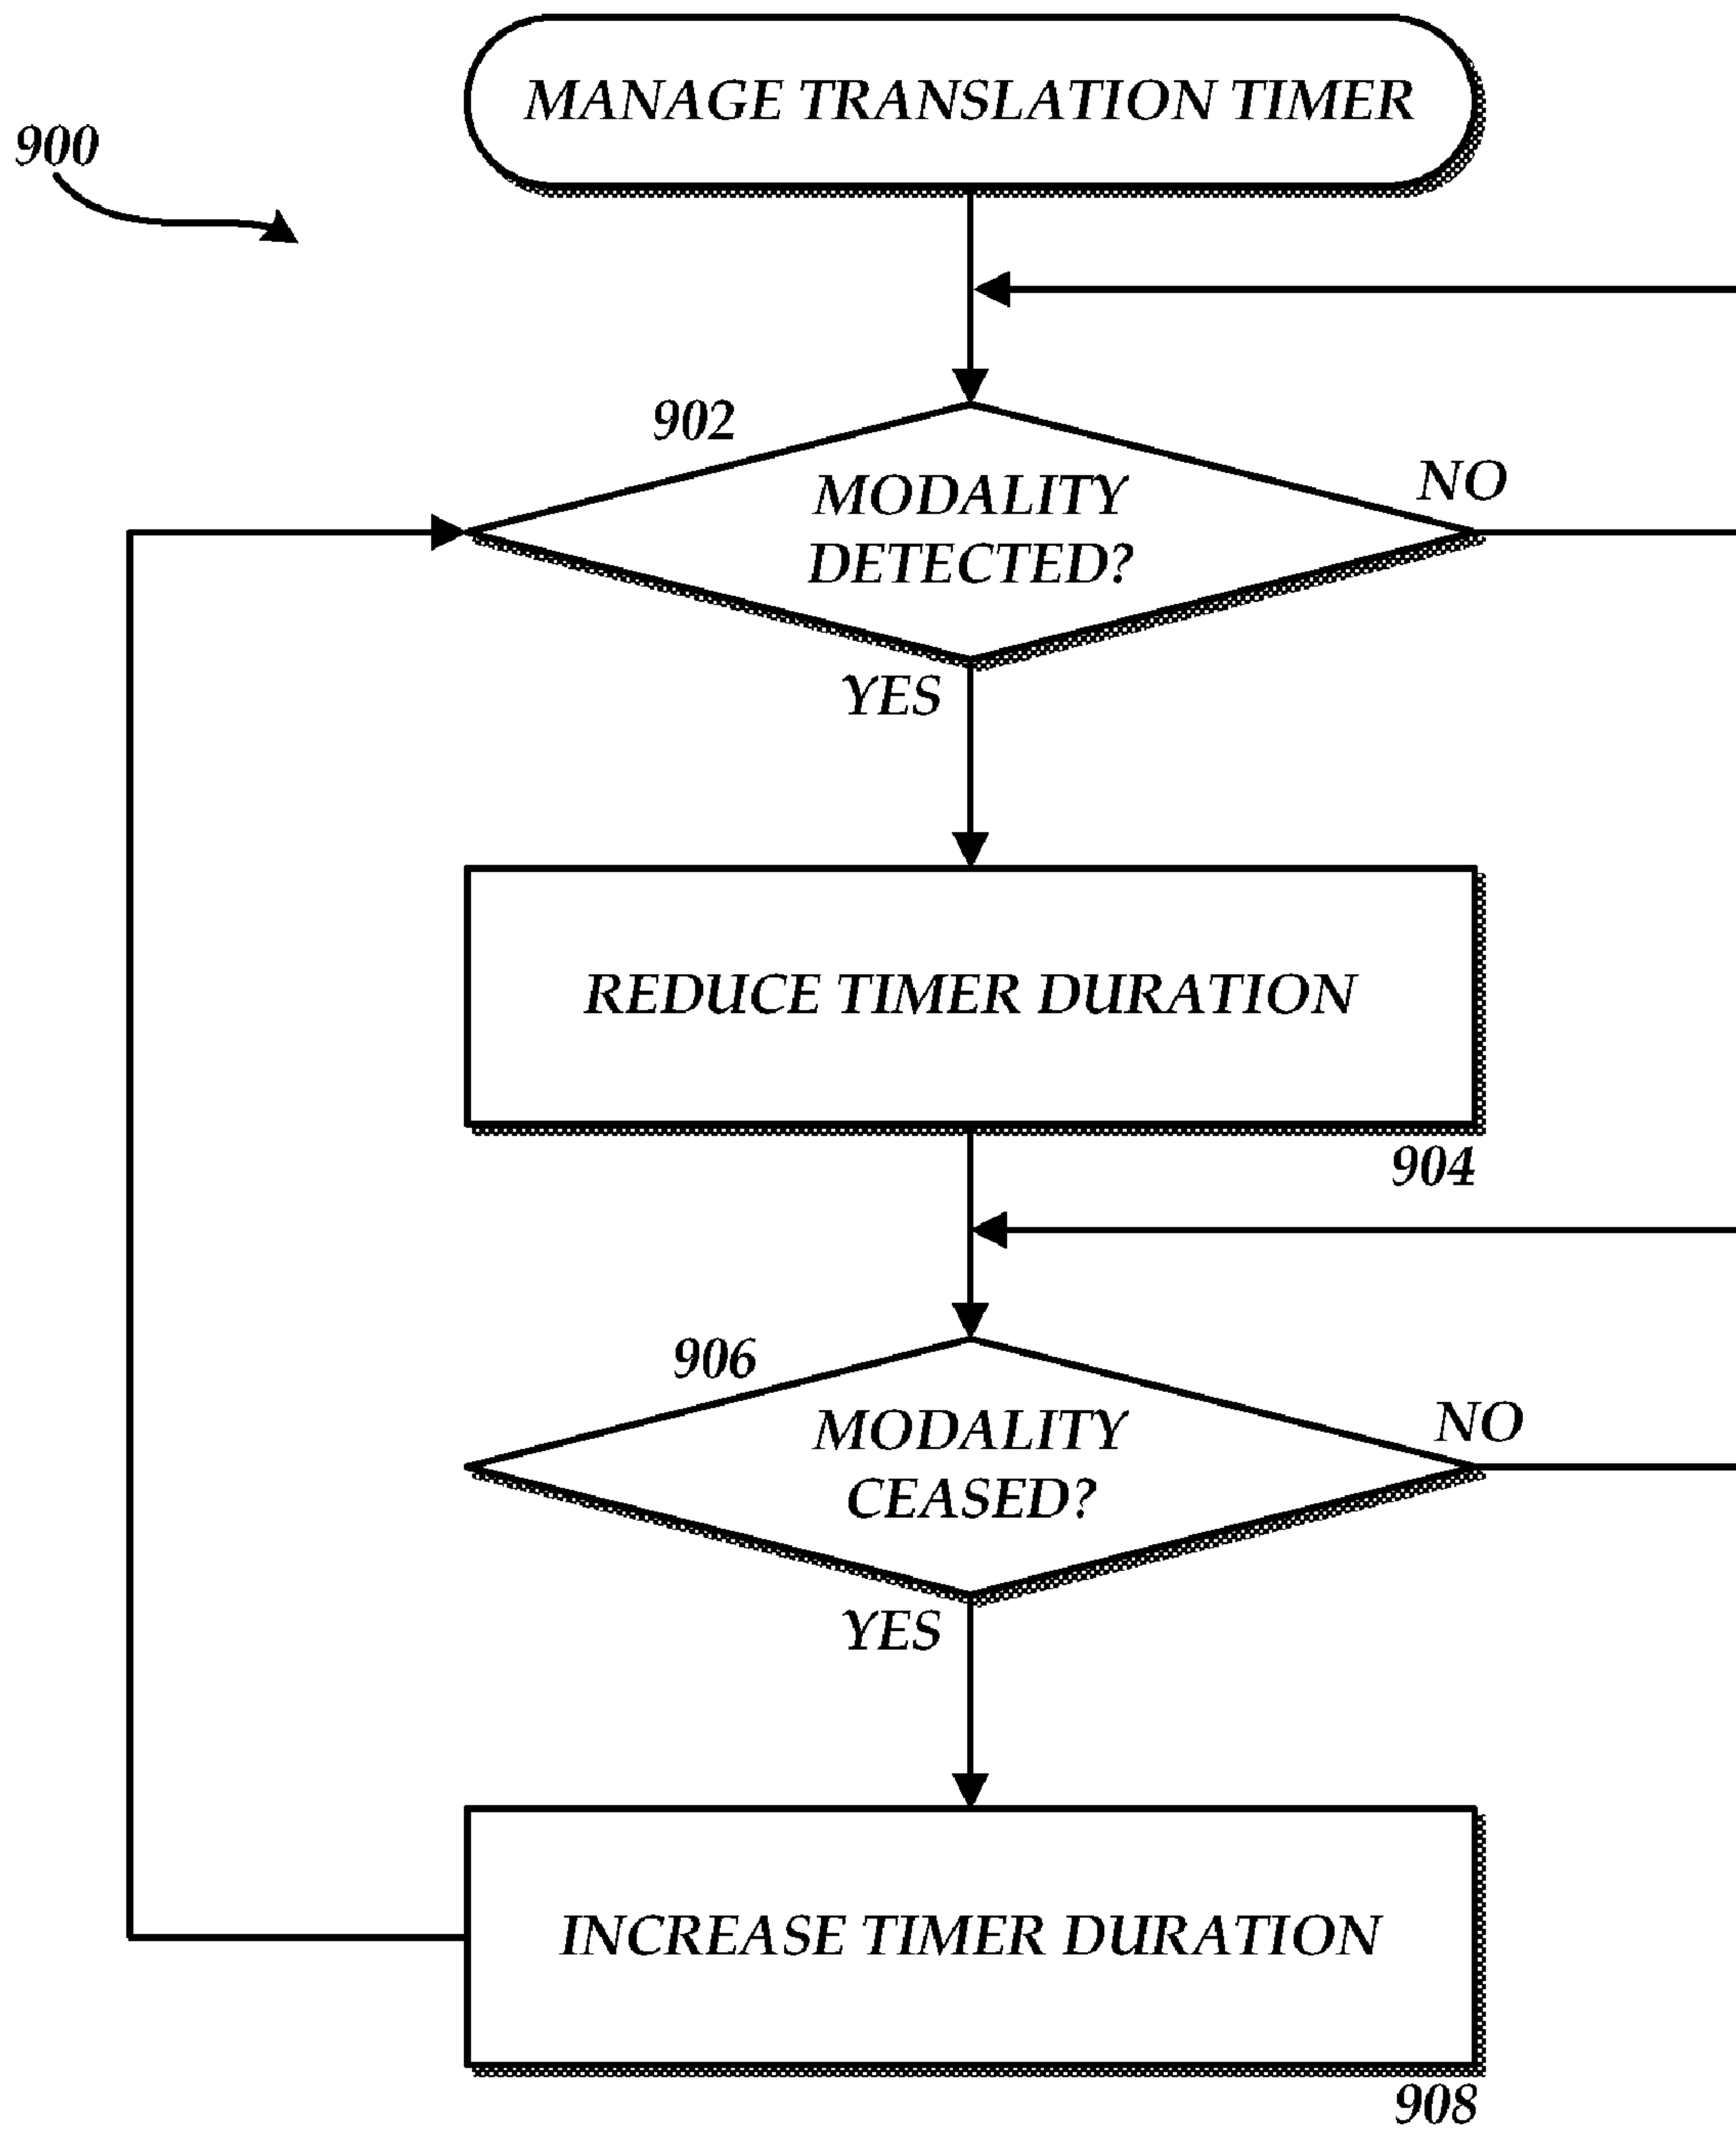 MANAGE TRANSLATION TIMER
900
902
MODALITY
DETECTED?
NO
YES
REDUCE TIMER DURATION
904
906
MODALITY
CEASED?
NO
YES
INCREASE TIMER DURATION
908